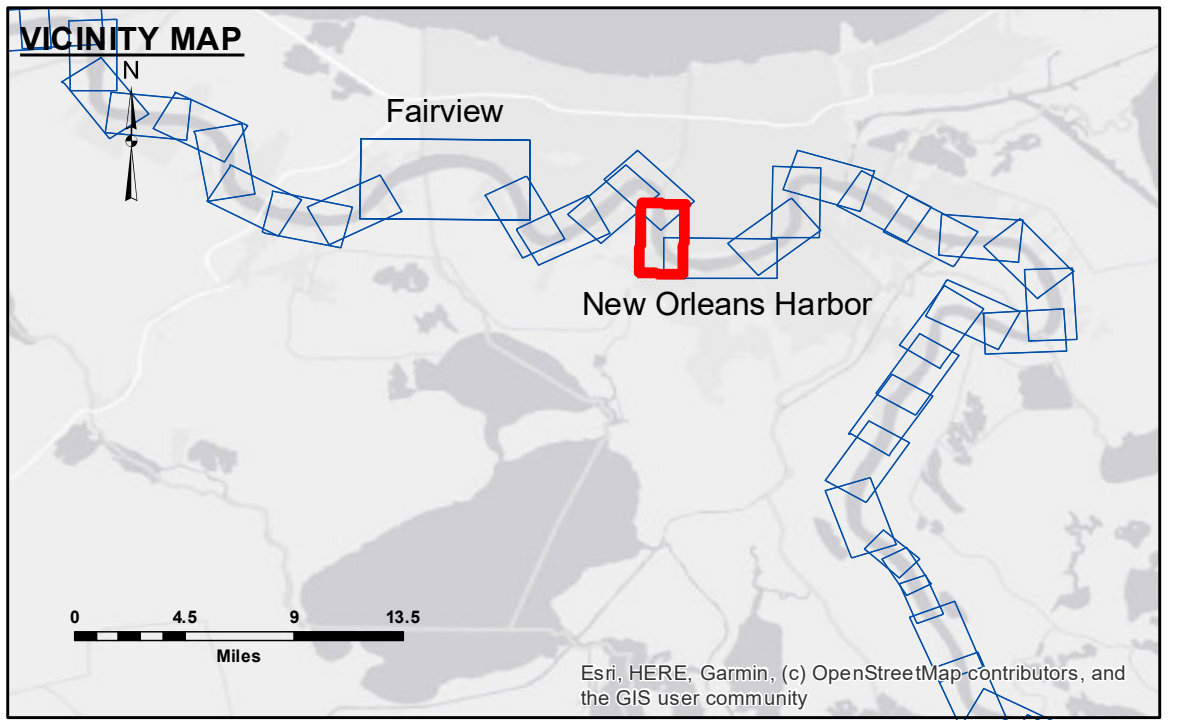 VICINITY MAP
N
Fairview
New Orleans Harbor
0 4.5 9 13.5
Miles
Esri, HERE, Garmin, (c) OpenStreetMap contributors, and
the GIS user community